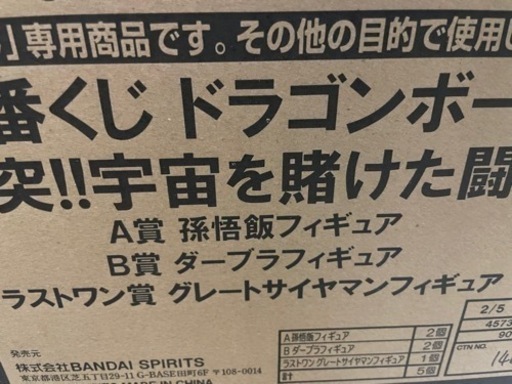 」専用商品です。その他の目的で使用し
番くじ ドラゴンボー
突!!宇宙を賭けた闘
A賞 孫悟飯フィギュア
B賞 ダーブラフィギュア
ラストワン賞 グレートサイヤマンフィギュア
発売元
株式会社BANDAI SPIRITS
東京都港区芝五丁目29-11 G-BASE田町6F 〒108-0014
MADE IN CHINA
A 孫悟飯フィギュア 2個
B ダーブラフィギュア 2個
ラストワン グレートサイヤマンフィギュア 1個
計 5個
2/5
4573
90
CTN.NO.